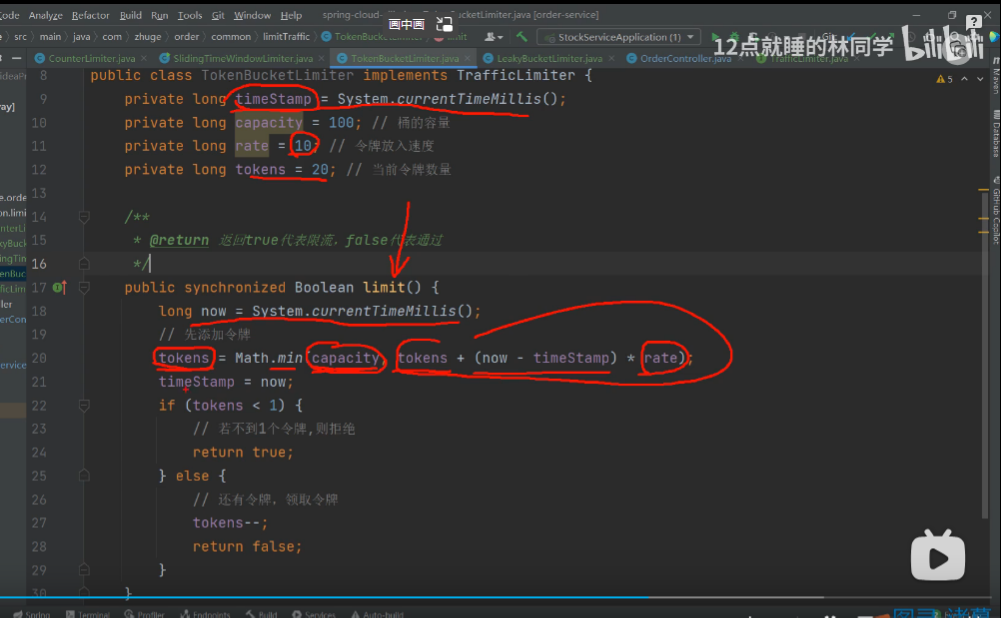 Code Analyze Refactor Build Run Tools Git Window Help spring-cloud- BucketLimiter.java [order-service]
画中画
src main java com zhuge order common limitTraffic StockServiceApplication (1)
12点就睡的林同学 bilibili
CounterLimiter.java SlidingTimeWindowLimiter.java TokenBucketLimiter.java LeakyBucketLimiter.java OrderController.java TrafficLimiter.java
8 public class TokenBucketLimiter implements TrafficLimiter {
9 private long timeStamp = System.currentTimeMillis();
10 private long capacity = 100; // 桶的容量
11 private long rate = 10; // 令牌放入速度
12 private long tokens = 20; // 当前令牌数量
13
14 /**
15 * @return 返回true代表限流，false代表通过
16 */
17 public synchronized Boolean limit() {
18 long now = System.currentTimeMillis();
19 // 先添加令牌
20 tokens = Math.min(capacity, tokens + (now - timeStamp) * rate);
21 timeStamp = now;
22 if (tokens < 1) {
23 // 若不到1个令牌,则拒绝
24 return true;
25 } else {
26 // 还有令牌，领取令牌
27 tokens--;
28 return false;
29 }
30 }
5
Maven
Database
GitHub Copilot
Spring Terminal Profiler Endpoints Build Services Auto-build